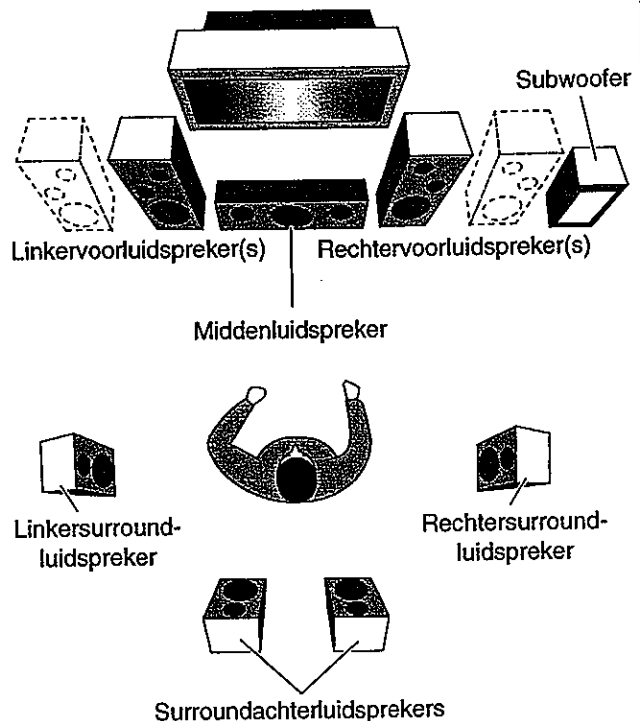 Subwoofer
Linkervoorluidspreker(s)
Rechtervoorluidspreker(s)
Middenluidspreker
Linkersurround-
luidspreker
Rechtersurround-
luidspreker
Surroundachterluidsprekers